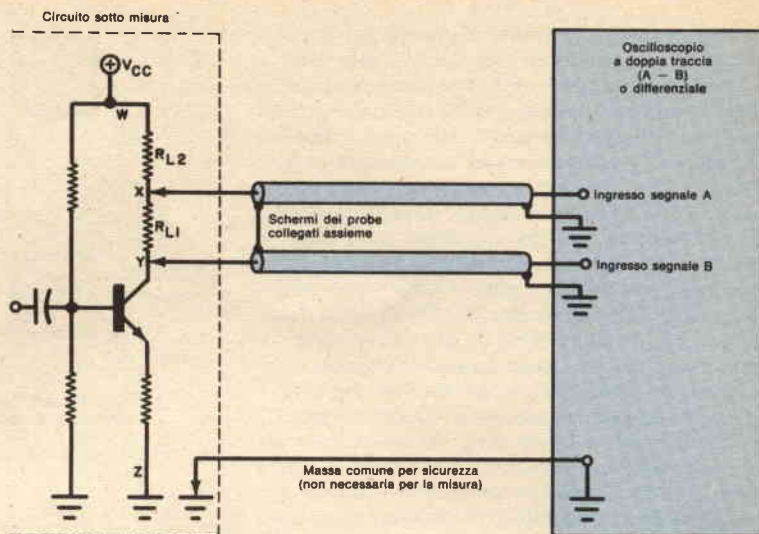 Circuito sotto misura
VCC
W
RL2
X
RL1
Y
Z
Schermi dei probe
collegati assieme
Massa comune per sicurezza
(non necessaria per la misura)
Oscilloscopio
a doppia traccia
(A — B)
o differenziale
Ingresso segnale A
Ingresso segnale B